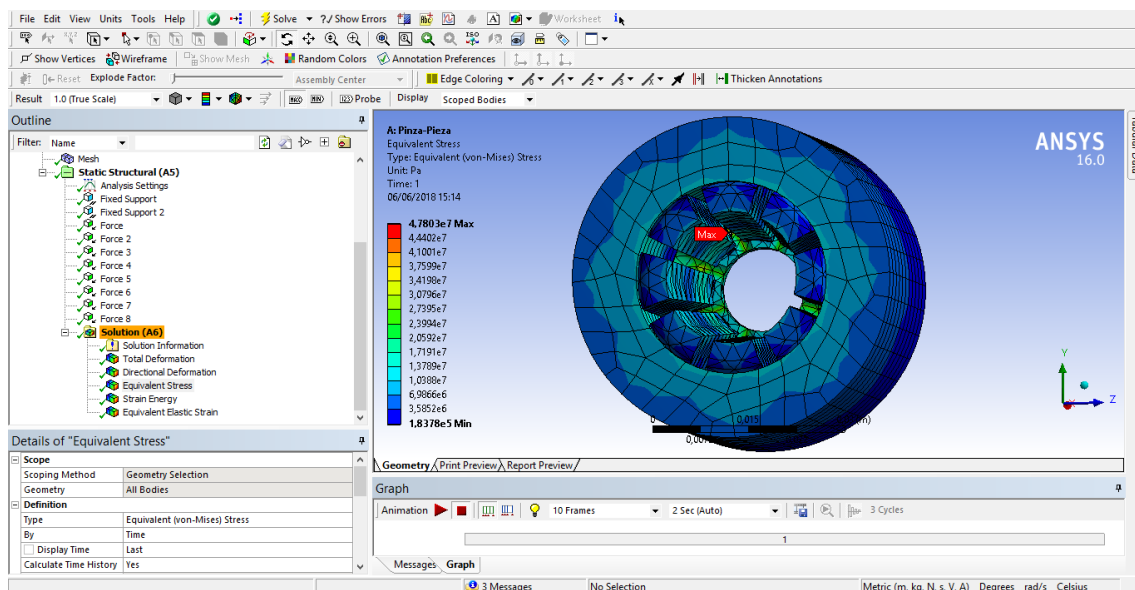 File Edit View Units Tools Help Solve ?/ Show Errors Worksheet
Show Vertices Wireframe Show Mesh Random Colors Annotation Preferences
Reset Explode Factor: Assembly Center Edge Coloring Thicken Annotations
Result 1.0 (True Scale) MAX MIN Probe Display Scoped Bodies
Outline
Filter: Name
Mesh
Static Structural (A5)
Analysis Settings
Fixed Support
Fixed Support 2
Force
Force 2
Force 3
Force 4
Force 5
Force 6
Force 7
Force 8
Solution (A6)
Solution Information
Total Deformation
Directional Deformation
Equivalent Stress
Strain Energy
Equivalent Elastic Strain
Details of "Equivalent Stress"
Scope
Scoping Method Geometry Selection
Geometry All Bodies
Definition
Type Equivalent (von-Mises) Stress
By Time
Display Time Last
Calculate Time History Yes
A: Pinza-Pieza
Equivalent Stress
Type: Equivalent (von-Mises) Stress
Unit: Pa
Time: 1
06/06/2018 15:14
4,7803e7 Max
4,4402e7
4,1001e7
3,7599e7
3,4198e7
3,0796e7
2,7395e7
2,3994e7
2,0592e7
1,7191e7
1,3789e7
1,0388e7
6,9866e6
3,5852e6
1,8378e5 Min
Max
ANSYS
16.0
Y
Z
0,015
Geometry Print Preview Report Preview
Graph
Animation 10 Frames 2 Sec (Auto) 3 Cycles
1
Messages Graph
3 Messages No Selection Metric (m, kg, N, s, V, A) Degrees rad/s Celsius